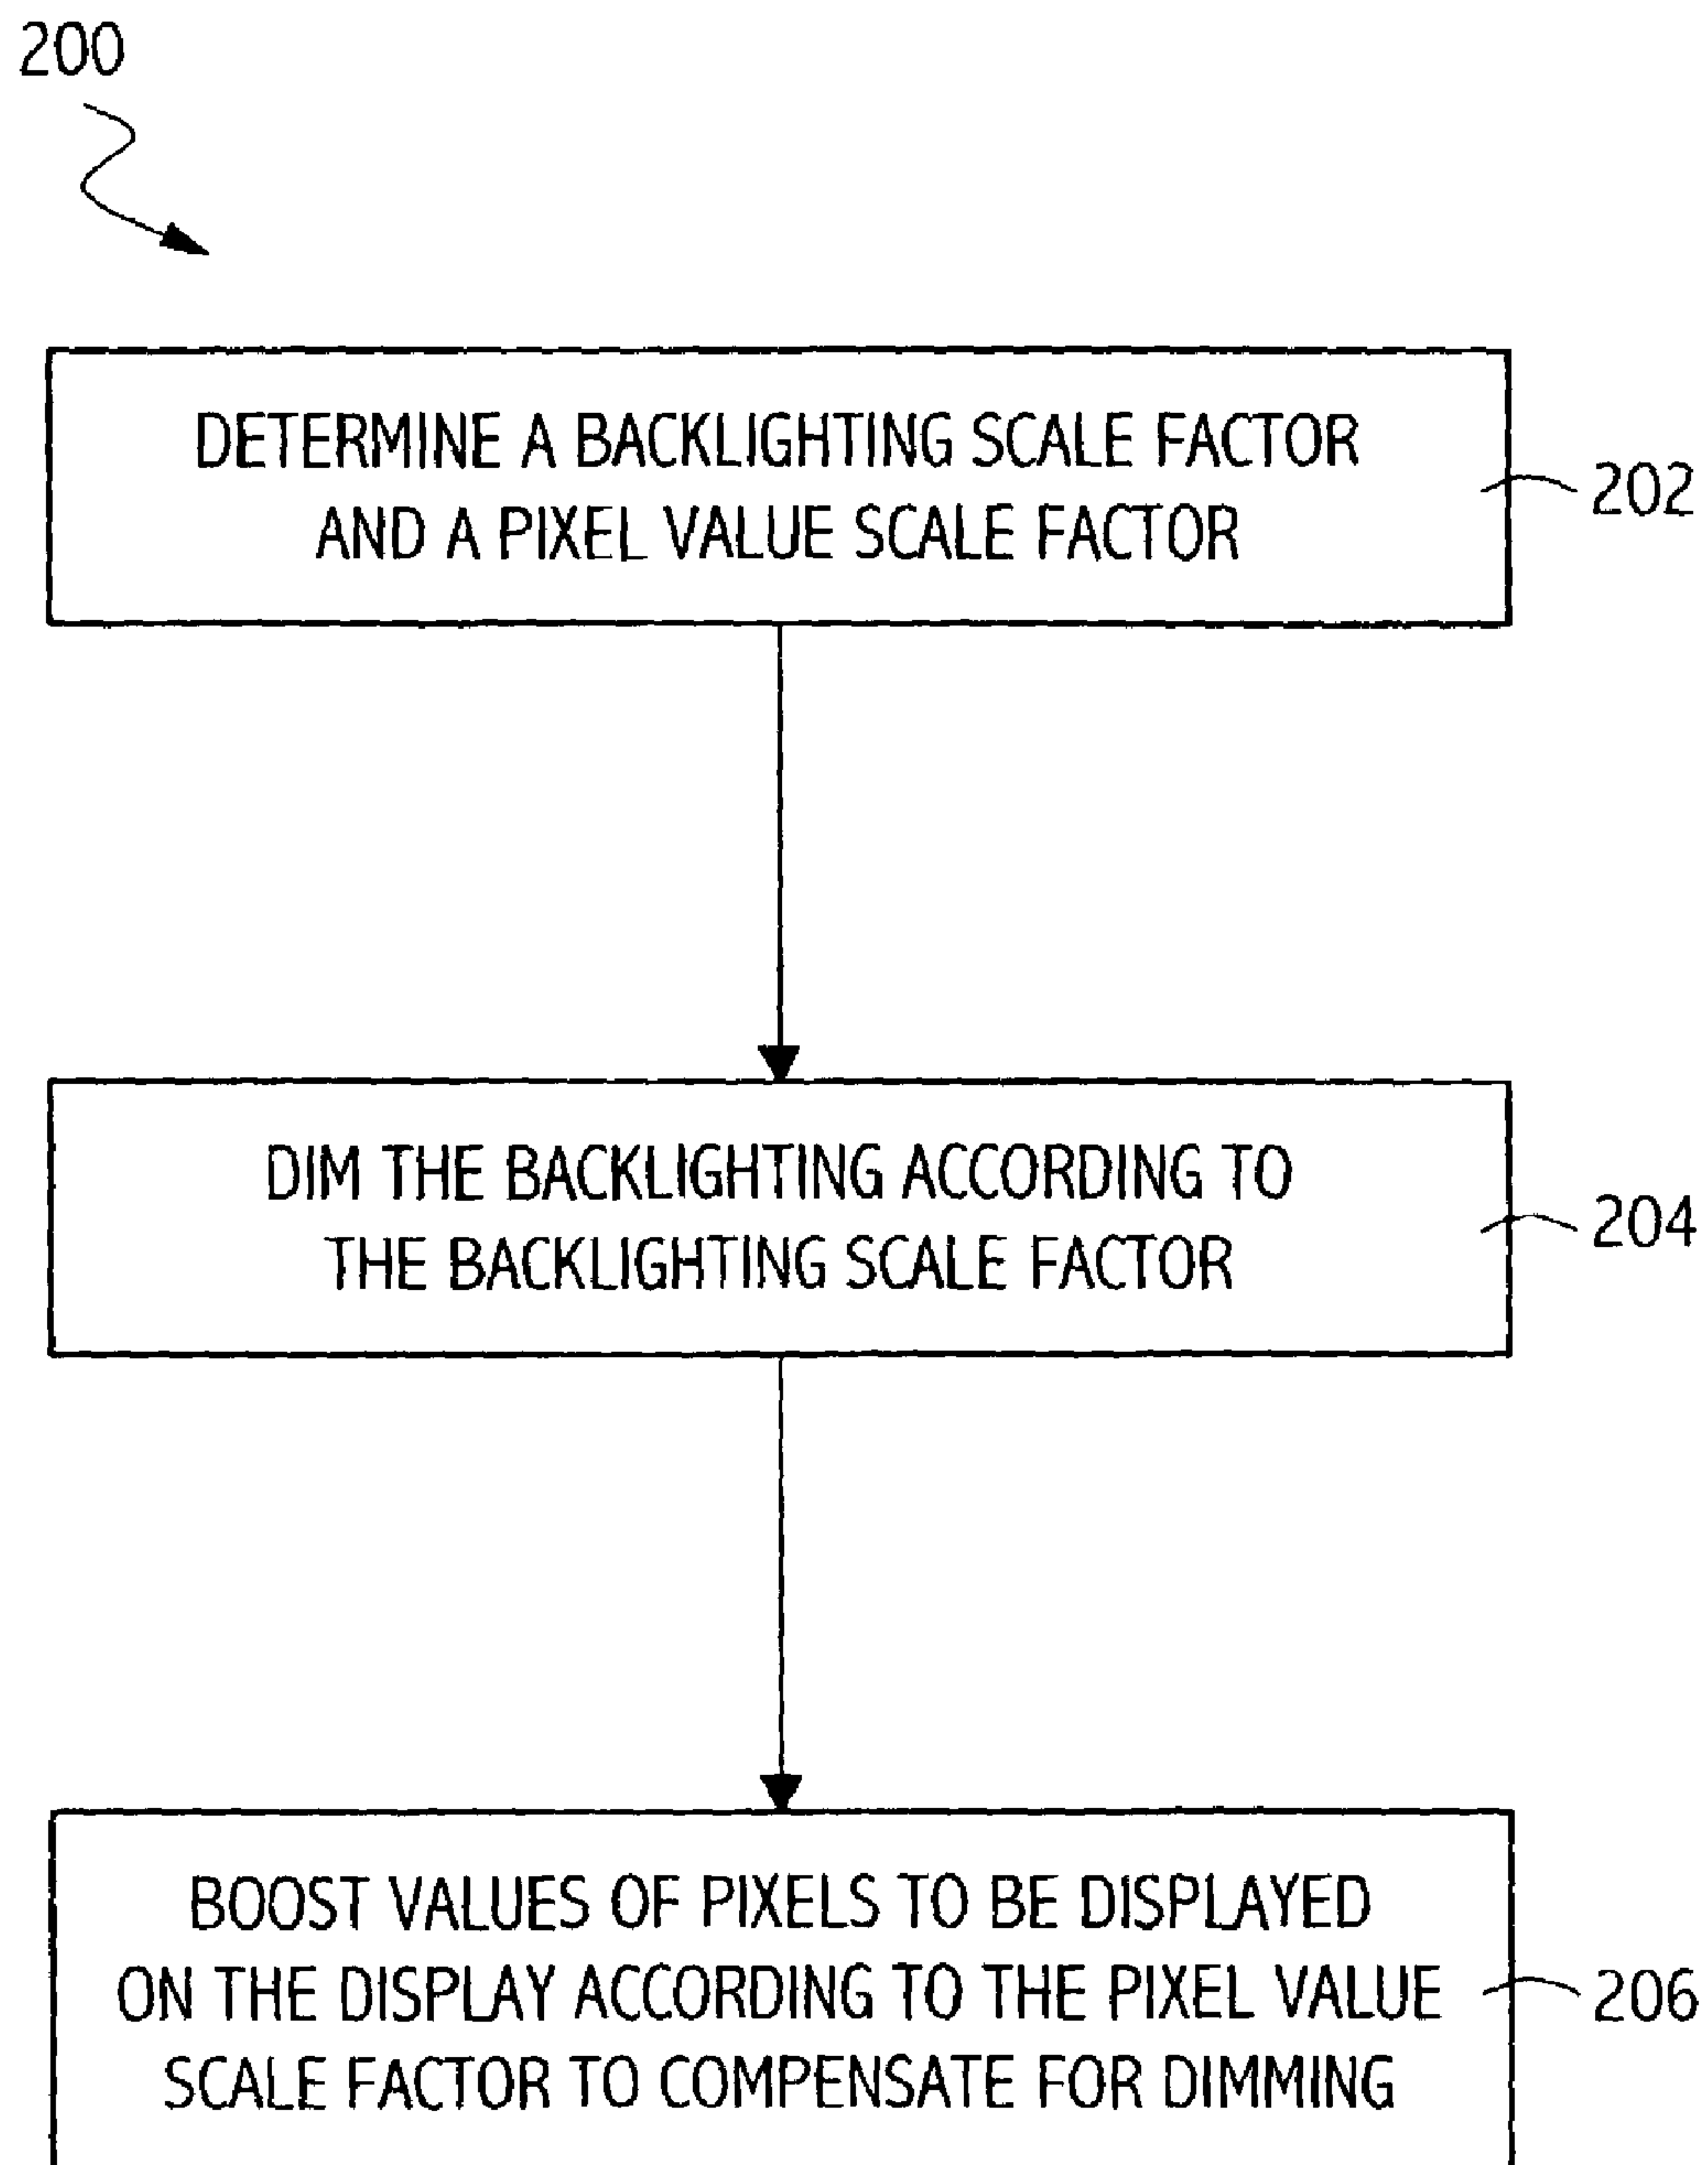 200
DETERMINE A BACKLIGHTING SCALE FACTOR
AND A PIXEL VALUE SCALE FACTOR
202
DIM THE BACKLIGHTING ACCORDING TO
THE BACKLIGHTING SCALE FACTOR
204
BOOST VALUES OF PIXELS TO BE DISPLAYED
ON THE DISPLAY ACCORDING TO THE PIXEL VALUE
SCALE FACTOR TO COMPENSATE FOR DIMMING
206